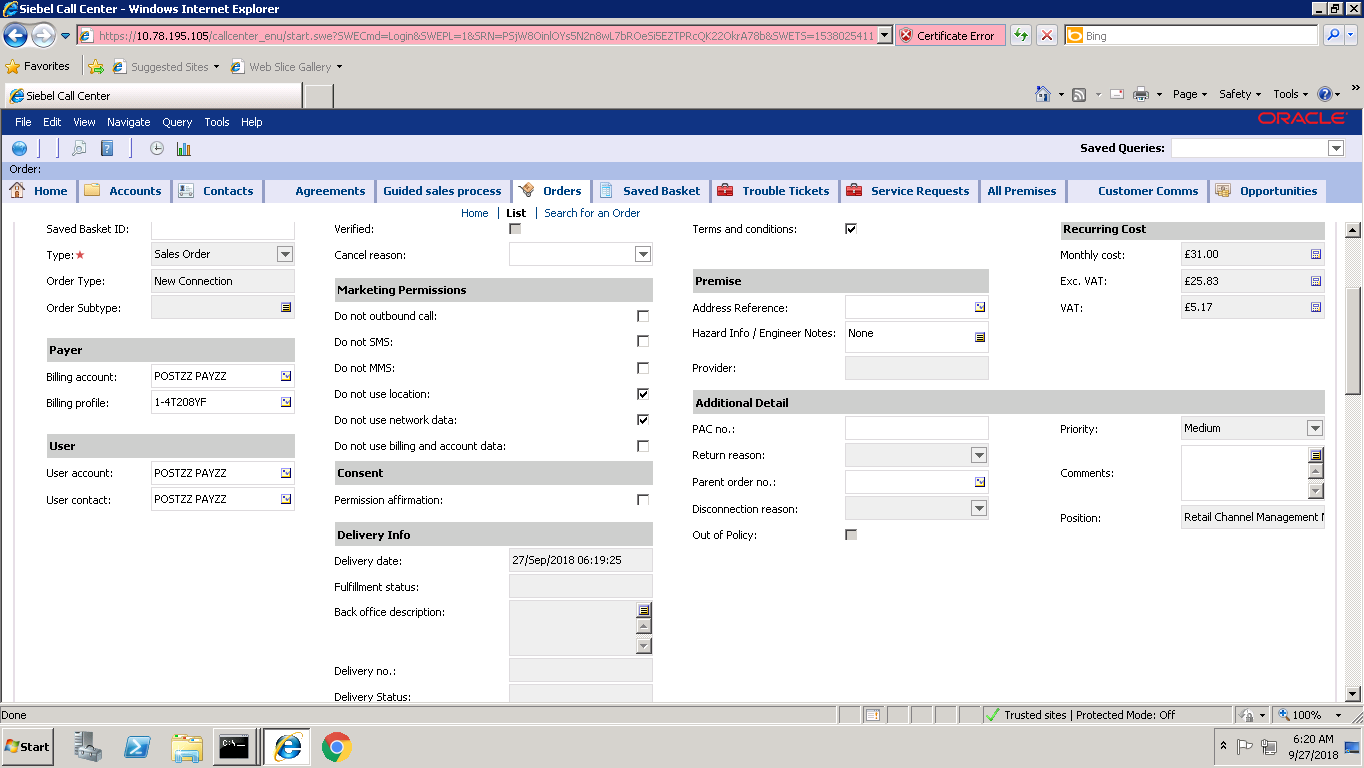 Siebel Call Center - Windows Internet Explorer
https://10.78.195.105/callcenter_enu/start.swe?SWECmd=Login&SWEPL=1&SRN=PSjW8OinlOYs5N2n8wL7bROeSi5EZTPRcQK22OkrA78b&SWETS=1538025411
Certificate Error
Bing
Favorites
Suggested Sites
Web Slice Gallery
Siebel Call Center
Page
Safety
Tools
File Edit View Navigate Query Tools Help
ORACLE
Saved Queries:
Order:
Home Accounts Contacts Agreements Guided sales process Orders Saved Basket Trouble Tickets Service Requests All Premises Customer Comms Opportunities
Home | List | Search for an Order
Saved Basket ID:
Type:★ Sales Order
Order Type: New Connection
Order Subtype:
Payer
Billing account: POSTZZ PAYZZ
Billing profile: 1-4T208YF
User
User account: POSTZZ PAYZZ
User contact: POSTZZ PAYZZ
Verified:
Cancel reason:
Marketing Permissions
Do not outbound call:
Do not SMS:
Do not MMS:
Do not use location:
Do not use network data:
Do not use billing and account data:
Consent
Permission affirmation:
Delivery Info
Delivery date: 27/Sep/2018 06:19:25
Fulfillment status:
Back office description:
Delivery no.:
Delivery Status:
Terms and conditions:
Premise
Address Reference:
Hazard Info / Engineer Notes: None
Provider:
Additional Detail
PAC no.:
Return reason:
Parent order no.:
Disconnection reason:
Out of Policy:
Recurring Cost
Monthly cost: £31.00
Exc. VAT: £25.83
VAT: £5.17
Priority: Medium
Comments:
Position: Retail Channel Management
Done
Trusted sites | Protected Mode: Off
100%
Start
C:\
6:20 AM
9/27/2018